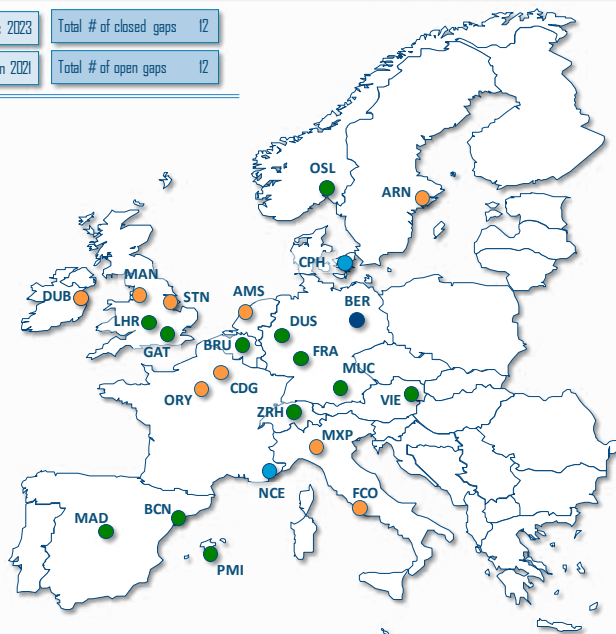 2023
Total # of closed gaps 12
n 2021
Total # of open gaps 12
OSL
ARN
CPH
MAN
DUB
STN
AMS
BER
LHR
DUS
GAT
BRU
FRA
MUC
CDG
ORY
VIE
ZRH
MXP
NCE
FCO
BCN
MAD
PMI